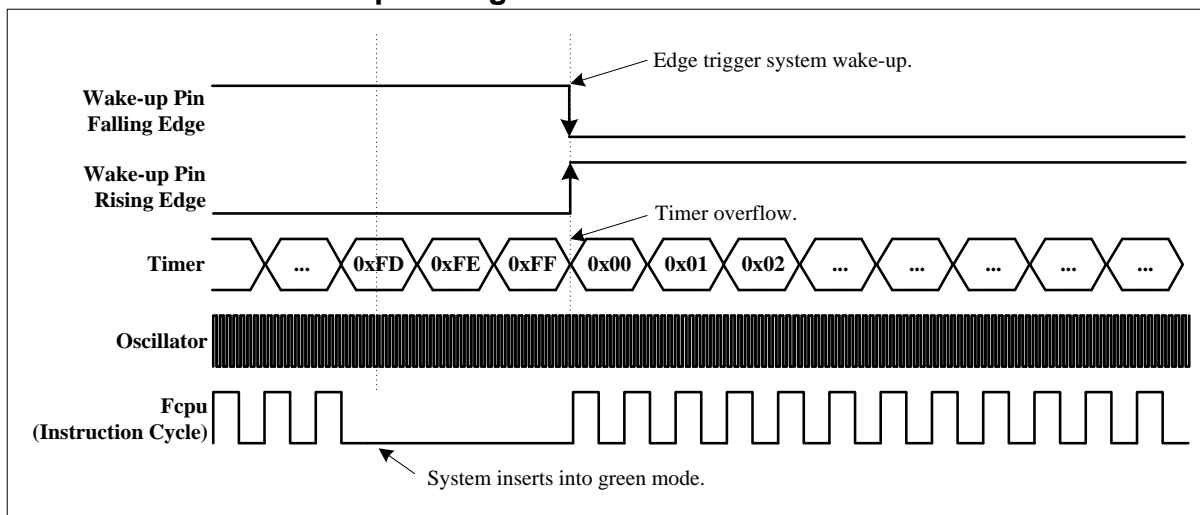 Edge trigger system wake-up.
Wake-up Pin
Falling Edge
Wake-up Pin
Rising Edge
Timer overflow.
Timer ... 0xFD 0xFE 0xFF 0x00 0x01 0x02 ... ... ... ... ...
Oscillator
Fcpu
(Instruction Cycle)
System inserts into green mode.